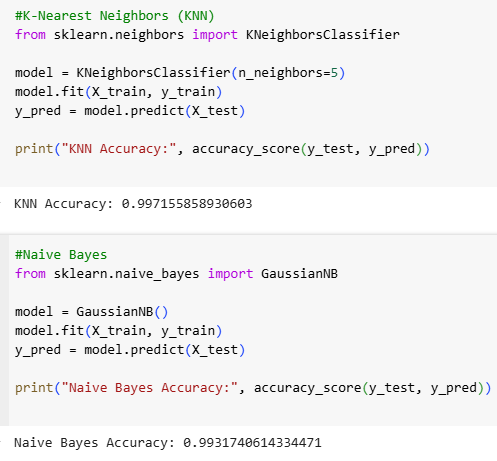 #K-Nearest Neighbors (KNN)
from sklearn.neighbors import KNeighborsClassifier
model = KNeighborsClassifier(n_neighbors=5)
model.fit(X_train, y_train)
y_pred = model.predict(X_test)
print("KNN Accuracy:", accuracy_score(y_test, y_pred))
KNN Accuracy: 0.997155858930603
#Naive Bayes
from sklearn.naive_bayes import GaussianNB
model = GaussianNB()
model.fit(X_train, y_train)
y_pred = model.predict(X_test)
print("Naive Bayes Accuracy:", accuracy_score(y_test, y_pred))
Naive Bayes Accuracy: 0.9931740614334471